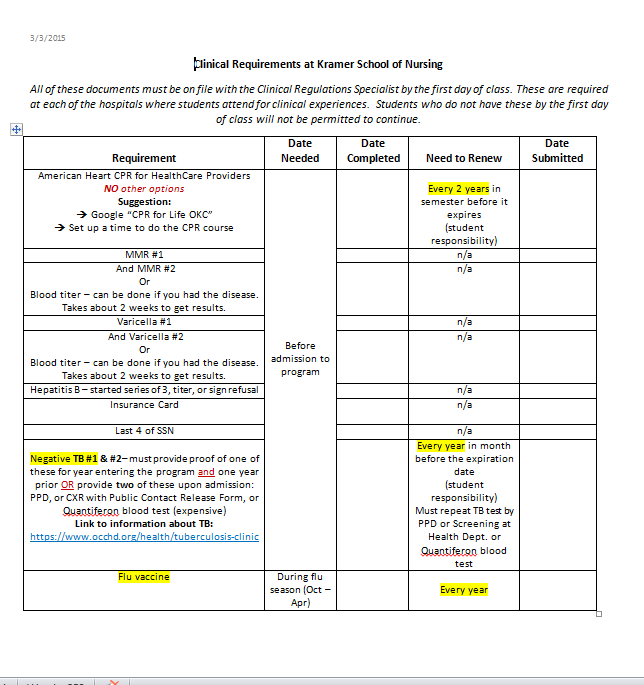 3/3/2015
Clinical Requirements at Kramer School of Nursing
All of these documents must be on file with the Clinical Regulations Specialist by the first day of class. These are required
at each of the hospitals where students attend for clinical experiences. Students who do not have these by the first day
of class will not be permitted to continue.
Requirement
Date
Needed
Date
Completed
Need to Renew
Date
Submitted
American Heart CPR for HealthCare Providers
NO other options
Suggestion:
→ Google "CPR for Life OKC"
→ Set up a time to do the CPR course
Before
admission to
program
Every 2 years in
semester before it
expires
(student
responsibility)
MMR #1
n/a
And MMR #2
Or
Blood titer – can be done if you had the disease.
Takes about 2 weeks to get results.
n/a
Varicella #1
n/a
And Varicella #2
Or
Blood titer – can be done if you had the disease.
Takes about 2 weeks to get results.
n/a
Hepatitis B – started series of 3, titer, or sign refusal
n/a
Insurance Card
n/a
Last 4 of SSN
n/a
Negative TB #1 & #2– must provide proof of one of
these for year entering the program and one year
prior OR provide two of these upon admission:
PPD, or CXR with Public Contact Release Form, or
Quantiferon blood test (expensive)
Link to information about TB:
https://www.occhd.org/health/tuberculosis-clinic
Every year in month
before the expiration
date
(student
responsibility)
Must repeat TB test by
PPD or Screening at
Health Dept. or
Quantiferon blood
test
Flu vaccine
During flu
season (Oct –
Apr)
Every year